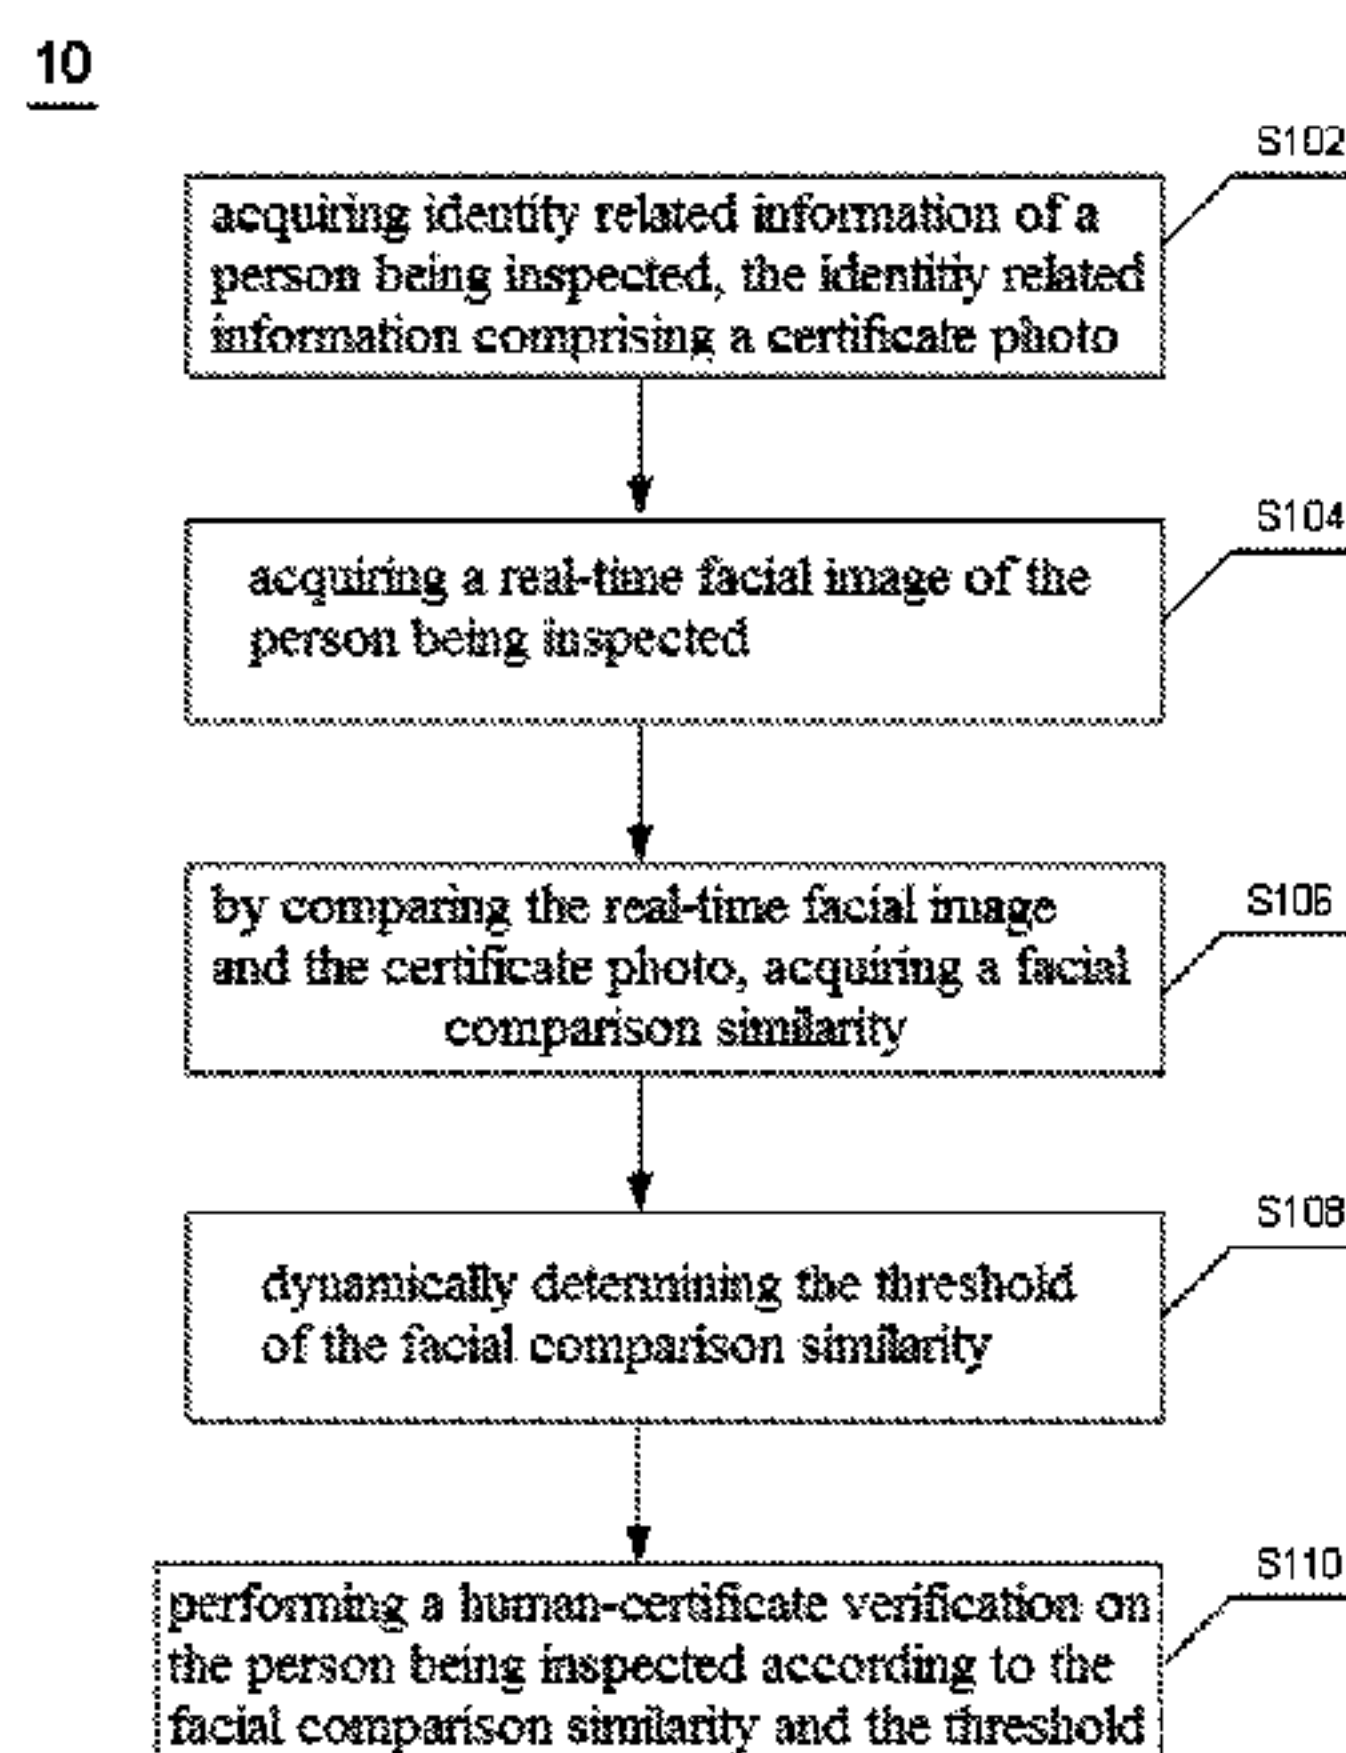 10
S102
acquiring identity related information of a
person being inspected, the identitiy related
information comprising a certificate photo
S104
acquiring a real-time facial image of the
person being inspected
S106
by comparing the real-time facial image
and the certificate photo, acquiring a facial
comparison similarity
S108
dynamically determining the threshold
of the facial comparison similarity
S110
performing a human-certificate verification on
the person being inspected according to the
facial comparison similarity and the threshold